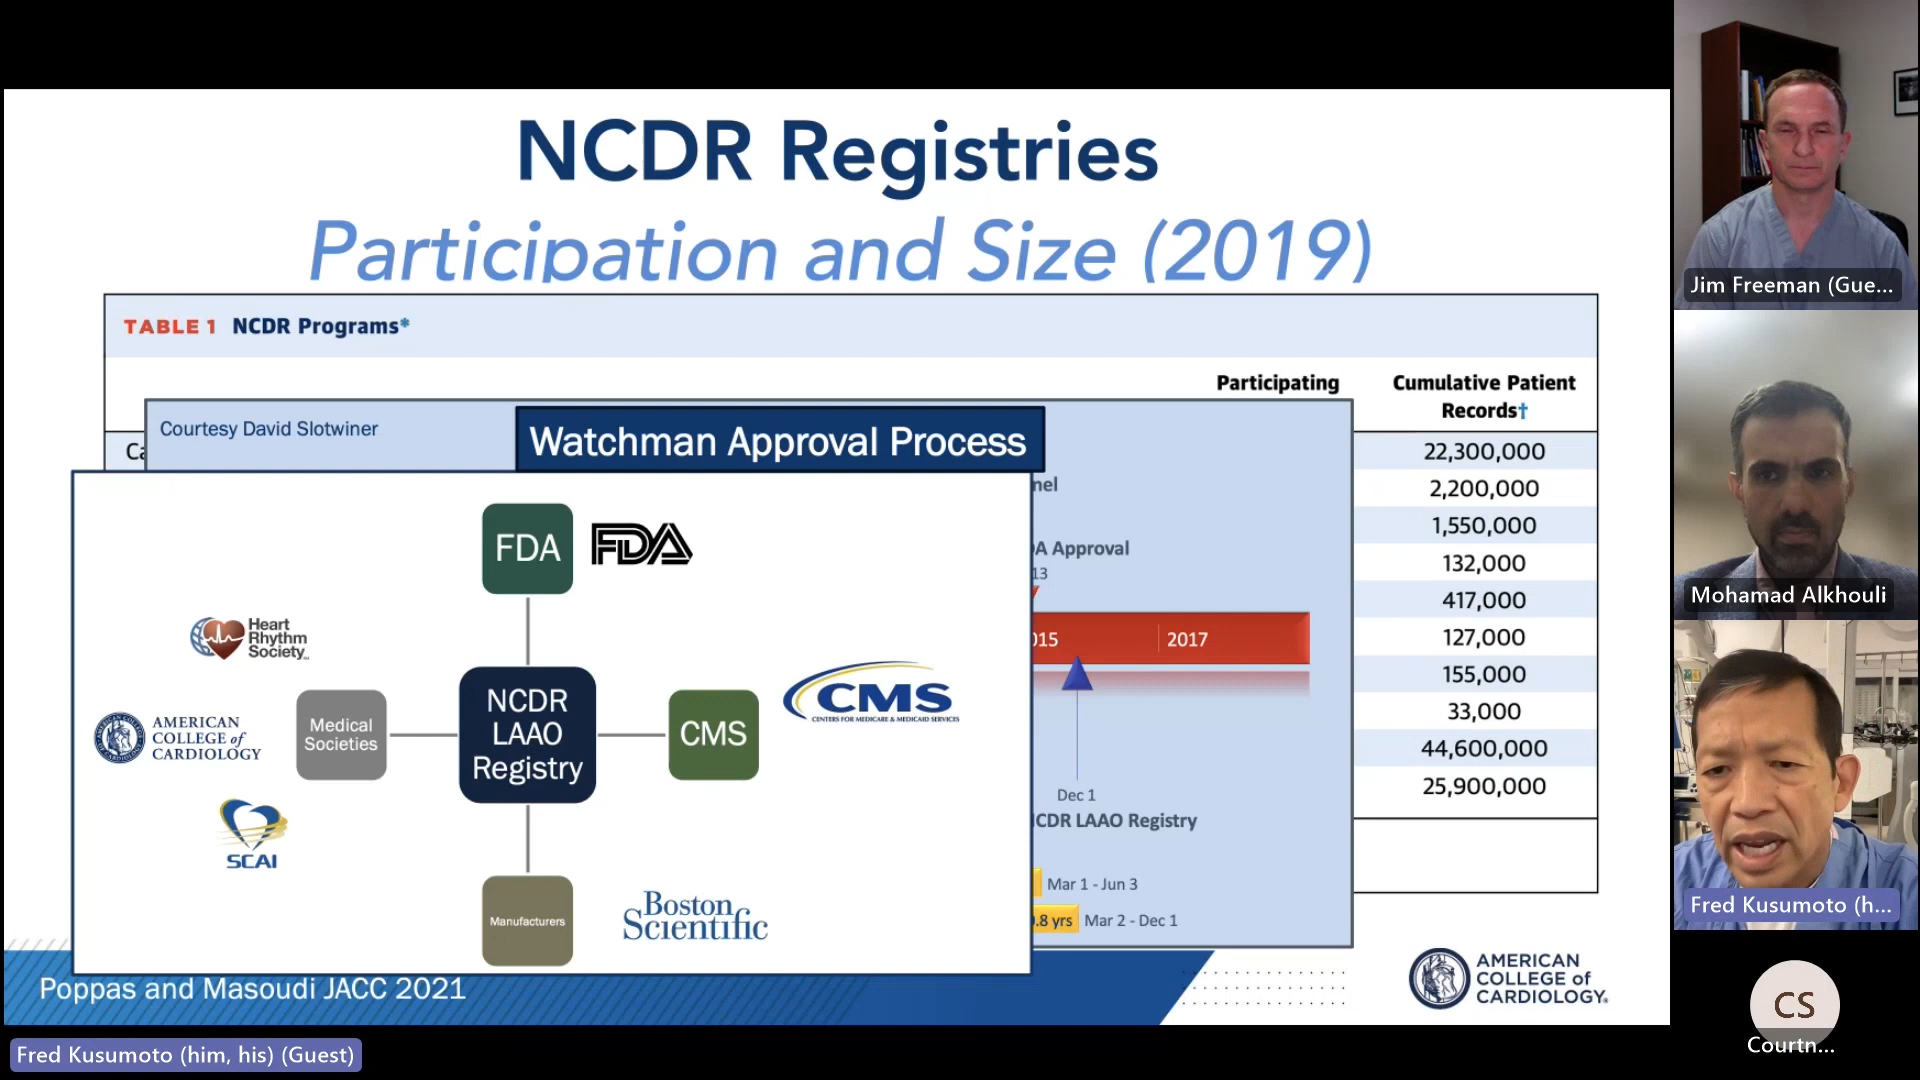 NCDR Registries
Participation and Size (2019)
TABLE 1 NCDR Programs*
Participating
Cumulative Patient
Records†
22,300,000
2,200,000
1,550,000
132,000
417,000
127,000
155,000
33,000
44,600,000
25,900,000
Courtesy David Slotwiner
Watchman Approval Process
Approval
13
2017
Dec 1
LAAO Registry
Mar 1 - Jun 3
.8 yrs
Mar 2 - Dec 1
FDA
FDA
Heart
Rhythm
Society
AMERICAN
COLLEGE of
CARDIOLOGY
SCAI
Medical
Societies
NCDR
LAAO
Registry
CMS
CMS
CENTERS FOR MEDICARE & MEDICAID SERVICES
Manufacturers
Boston
Scientific
Poppas and Masoudi JACC 2021
AMERICAN
COLLEGE of
CARDIOLOGY
Jim Freeman (Gue...
Mohamad Alkhouli
Fred Kusumoto (h...
CS
Courtn...
Fred Kusumoto (him, his) (Guest)